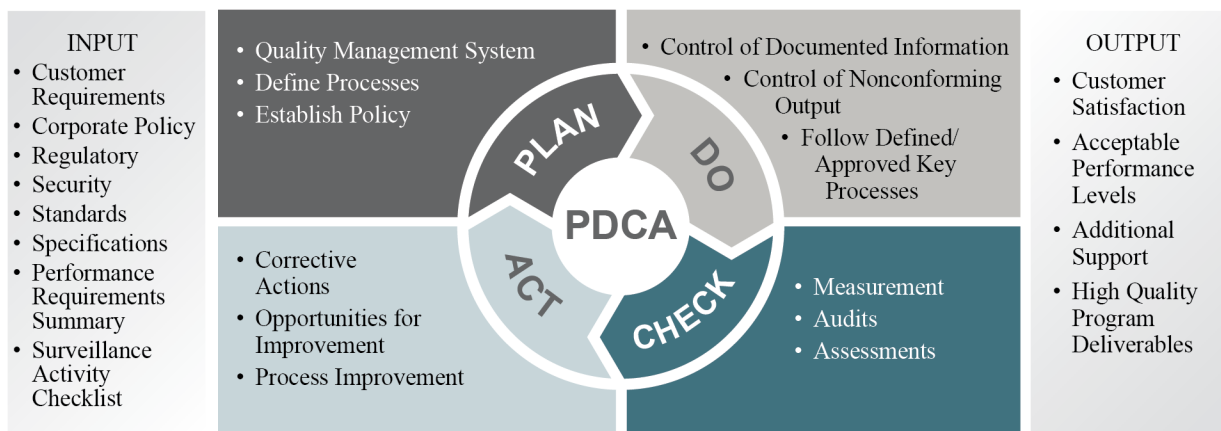 INPUT
• Customer
Requirements
• Corporate Policy
• Regulatory
• Security
• Standards
• Specifications
• Performance
Requirements
Summary
• Surveillance
Activity
Checklist
• Quality Management System
• Define Processes
• Establish Policy
• Control of Documented Information
• Control of Nonconforming
Output
• Follow Defined/
Approved Key
Processes
PLAN
DO
PDCA
ACT
CHECK
• Corrective
Actions
• Opportunities for
Improvement
• Process Improvement
• Measurement
• Audits
• Assessments
OUTPUT
• Customer
Satisfaction
• Acceptable
Performance
Levels
• Additional
Support
• High Quality
Program
Deliverables